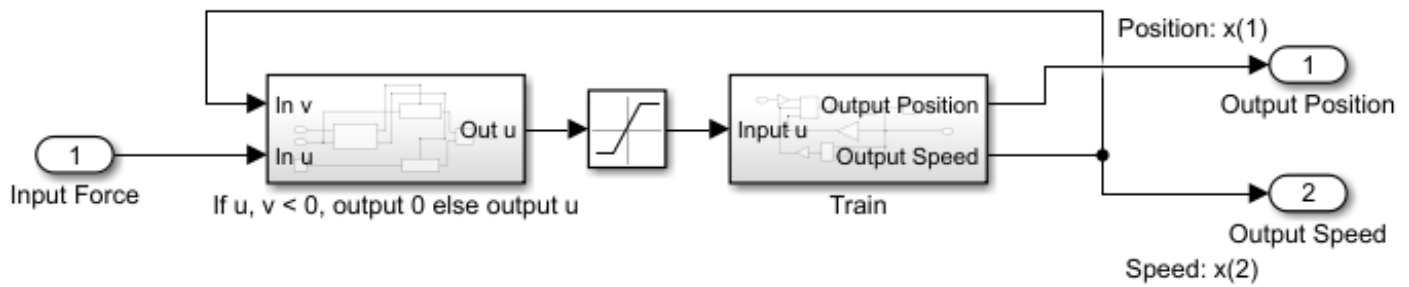 Position: x(1)
1
Output Position
In v
In u
Out u
Input u
Output Position
Output Speed
1
Input Force
If u, v < 0, output 0 else output u
Train
2
Output Speed
Speed: x(2)